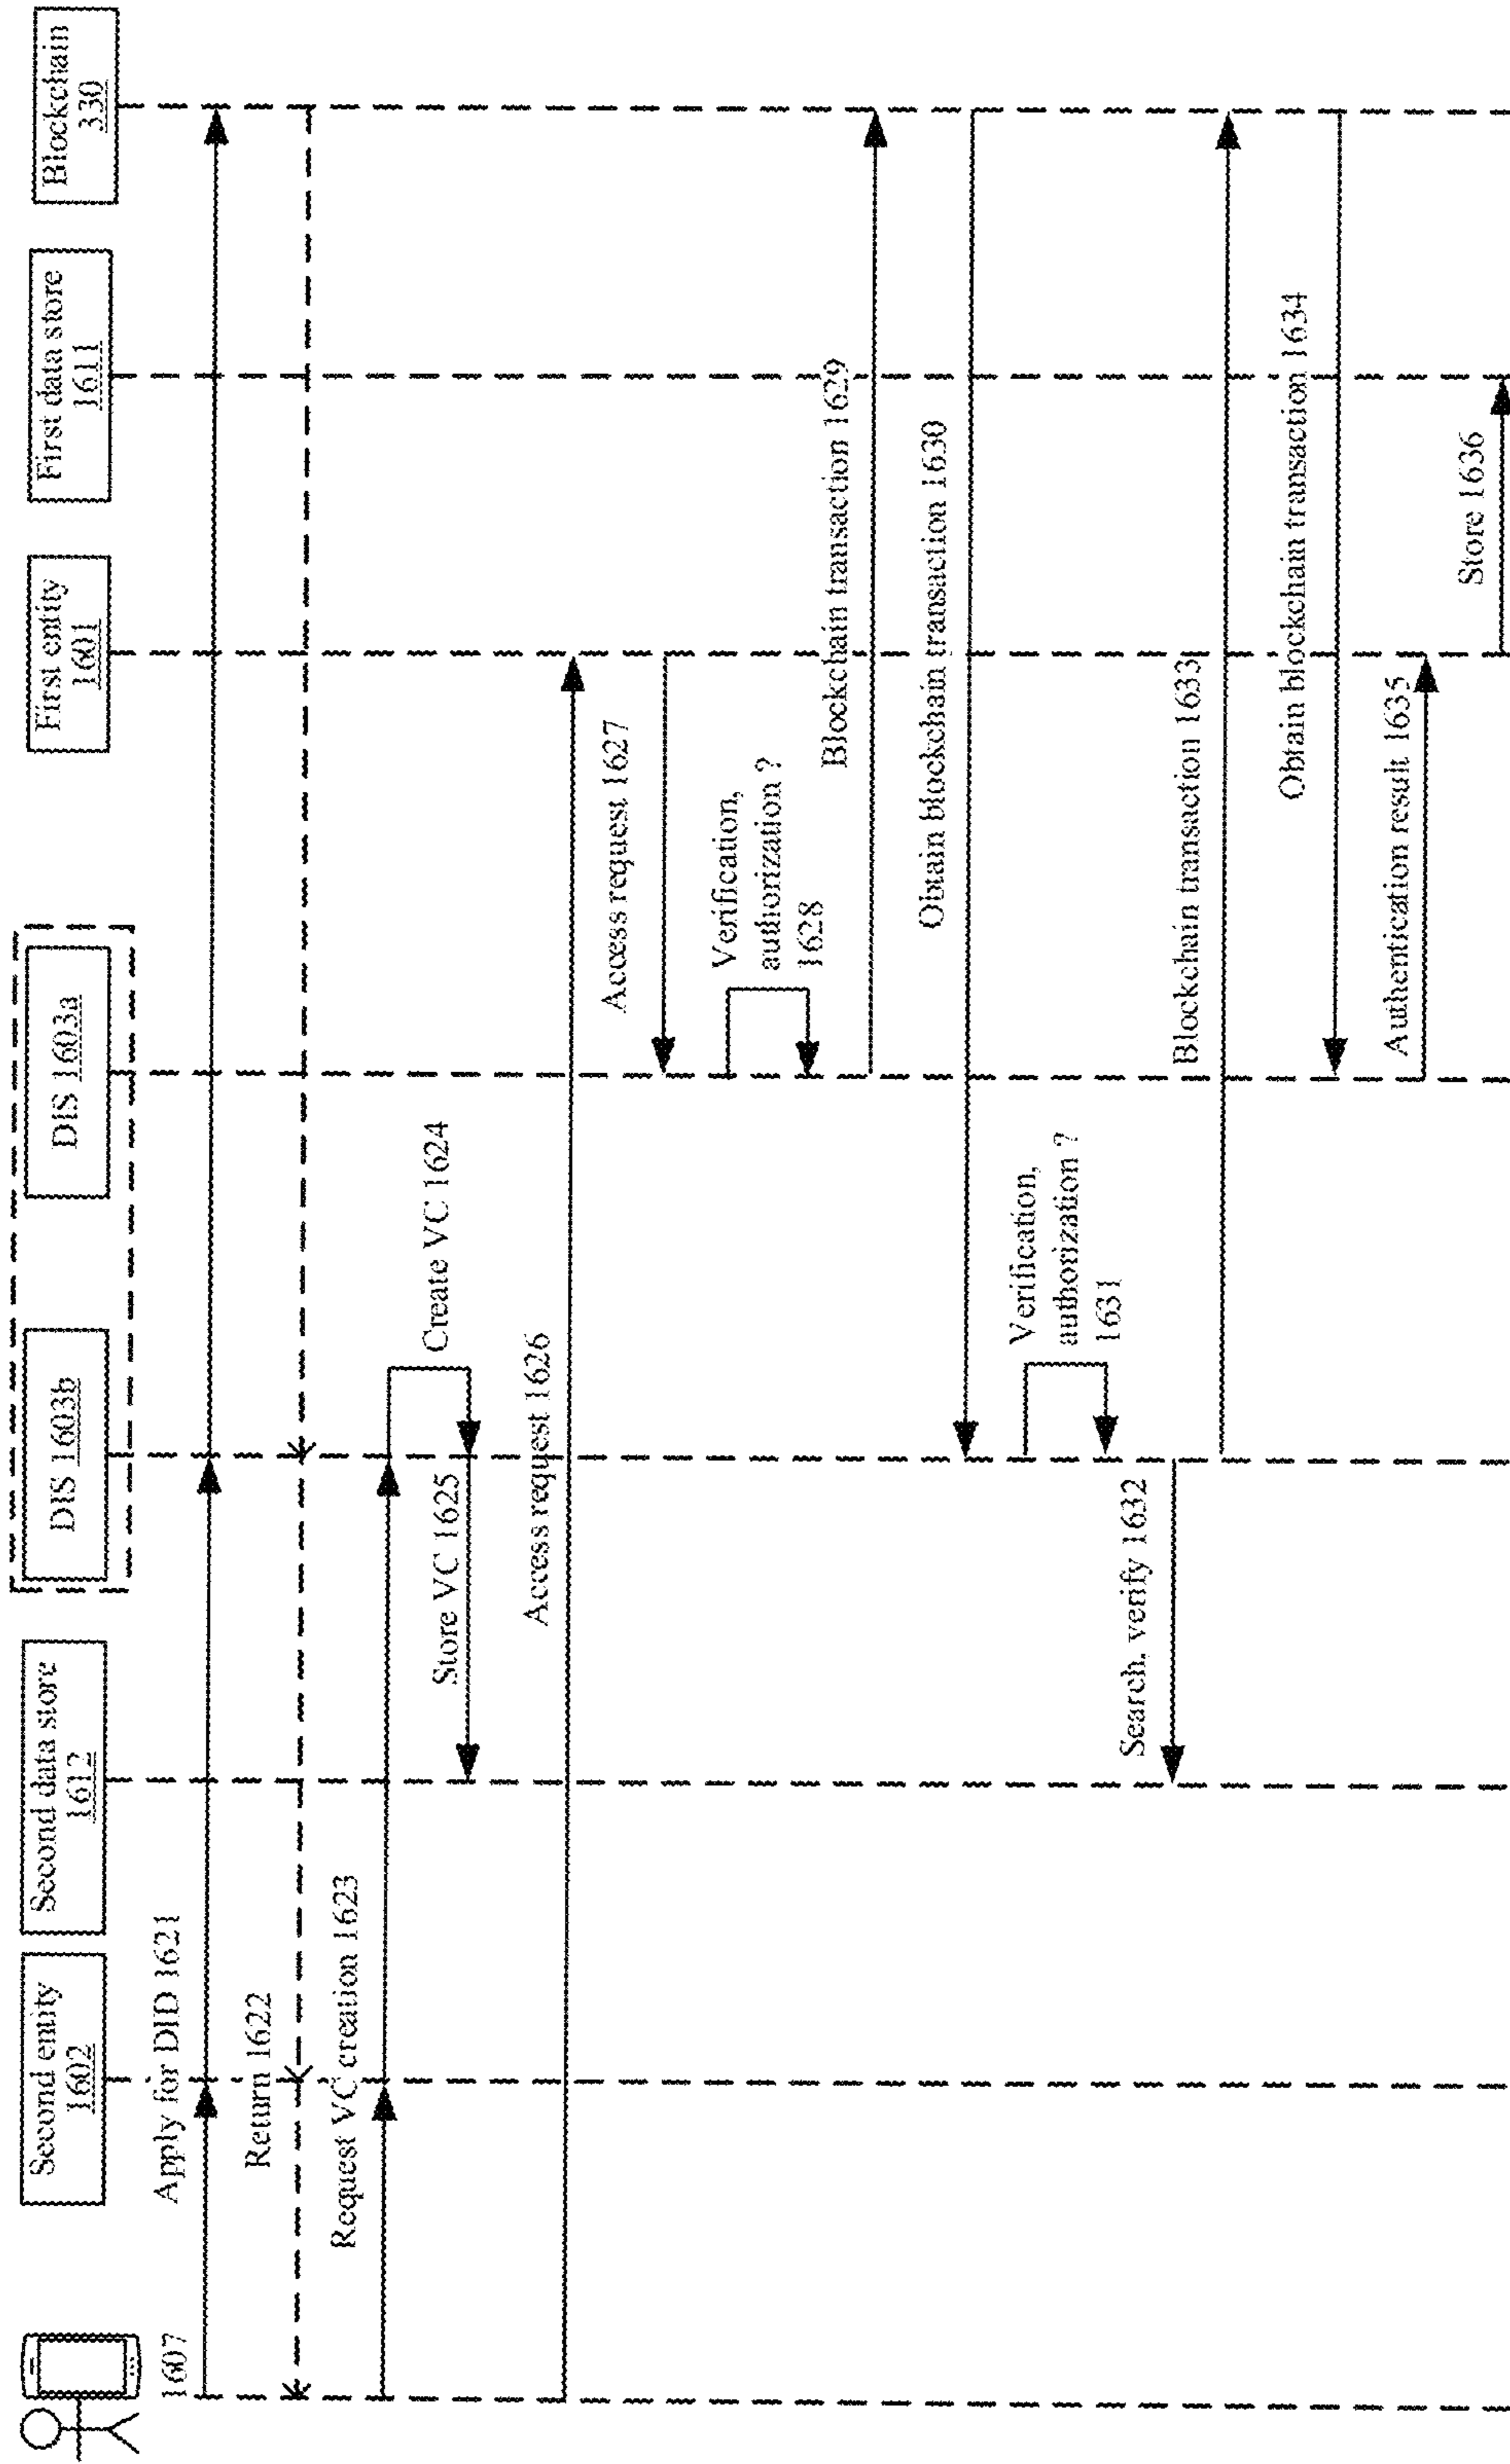 1607
Second entity
1602
Second data store
1612
DIS 1603b
DIS 1603a
First entity
1601
First data store
1611
Blockchain
330
Apply for DID 1621
Return 1622
Request VC creation 1623
Create VC 1624
Store VC 1625
Access request 1626
Access request 1627
Verification,
authorization ?
1628
Blockchain transaction 1629
Obtain blockchain transaction 1630
Verification,
authorization ?
1631
Search, verify 1632
Blockchain transaction 1633
Obtain blockchain transaction 1634
Authentication result 1635
Store 1636